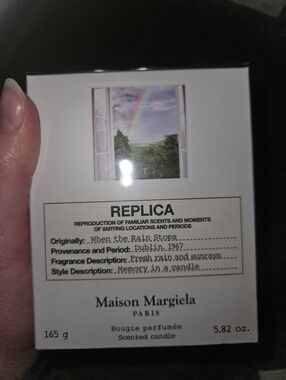 REPLICA
REPRODUCTION OF FAMILIAR SCENTS AND MOMENTS
OF VARYING LOCATIONS AND PERIODS
Originally: When the Rain Stops
Provenance and Period: Dublin, 1967
Fragrance Description: Fresh rain and sunrays
Style Description: Memory in a candle
Maison Margiela
PARIS
165 g Bougie parfumée 5.82 oz.
Scented candle